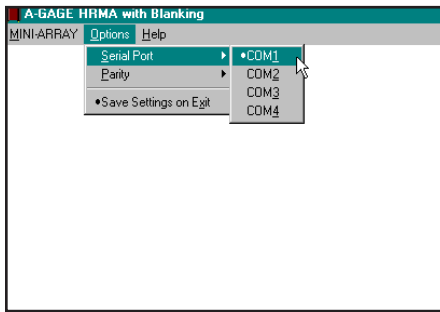 A-GAGE HRMA with Blanking
MINI-ARRAY Options Help
Serial Port
Parity
•Save Settings on Exit
•COM1
COM2
COM3
COM4